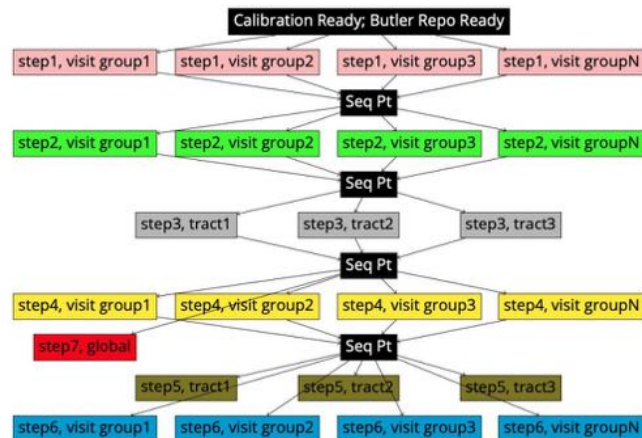 Calibration Ready; Butler Repo Ready
step1, visit group1 step1, visit group2 step1, visit group3 step1, visit groupN
Seq Pt
step2, visit group1 step2, visit group2 step2, visit group3 step2, visit groupN
Seq Pt
step3, tract1 step3, tract2 step3, tract3
Seq Pt
step4, visit group1 step4, visit group2 step4, visit group3 step4, visit groupN
step7, global
Seq Pt
step5, tract1 step5, tract2 step5, tract3
step6, visit group1 step6, visit group2 step6, visit group3 step6, visit groupN